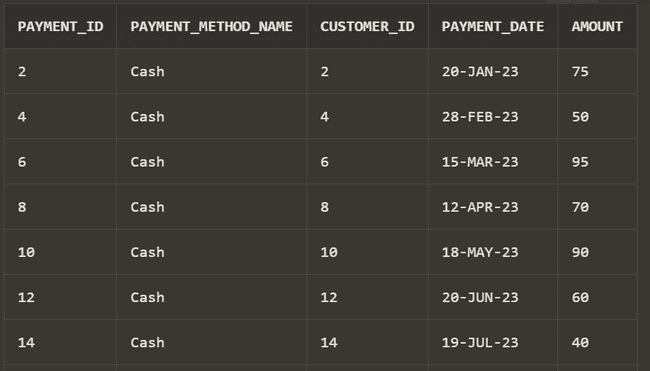 PAYMENT_ID PAYMENT_METHOD_NAME CUSTOMER_ID PAYMENT_DATE AMOUNT
2 Cash 2 20-JAN-23 75
4 Cash 4 28-FEB-23 50
6 Cash 6 15-MAR-23 95
8 Cash 8 12-APR-23 70
10 Cash 10 18-MAY-23 90
12 Cash 12 20-JUN-23 60
14 Cash 14 19-JUL-23 40